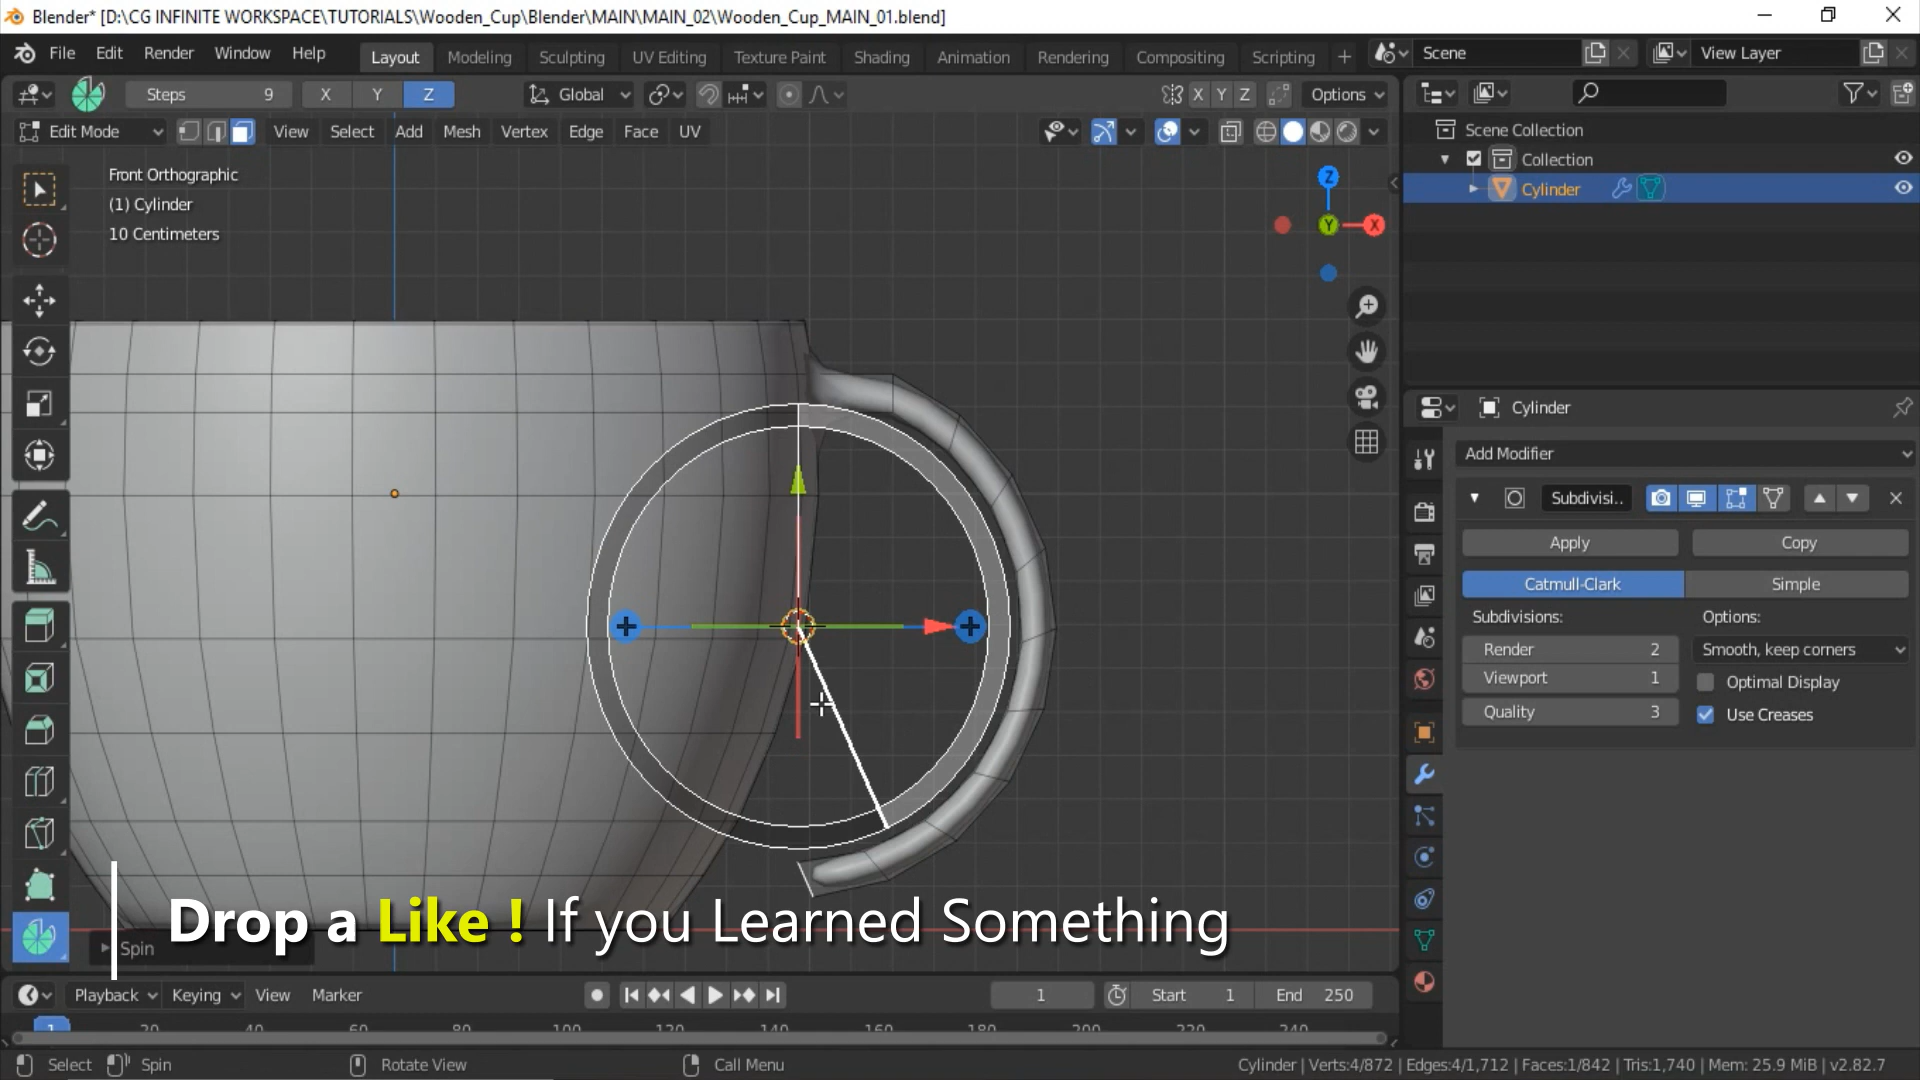 Blender* [D:\CG INFINITE WORKSPACE\TUTORIALS\Wooden_Cup\Blender\MAIN\MAIN_02\Wooden_Cup_MAIN_01.blend]
File Edit Render Window Help Layout Modeling Sculpting UV Editing Texture Paint Shading Animation Rendering Compositing Scripting + Scene View Layer
Steps 9 X Y Z Global X Y Z Options
Edit Mode View Select Add Mesh Vertex Edge Face UV
Scene Collection
Collection
Cylinder
Front Orthographic
(1) Cylinder
10 Centimeters
Z
Y
X
Cylinder
Add Modifier
Subdivisi..
Apply Copy
Catmull-Clark Simple
Subdivisions: Options:
Render 2 Smooth, keep corners
Viewport 1 Optimal Display
Quality 3 Use Creases
Drop a Like ! If you Learned Something
Spin
Playback Keying View Marker 1 Start 1 End 250
1 20 40 60 80 100 120 140 160 180 200 220 240
Select Spin Rotate View Call Menu Cylinder | Verts:4/872 | Edges:4/1,712 | Faces:1/842 | Tris:1,740 | Mem: 25.9 MiB | v2.82.7